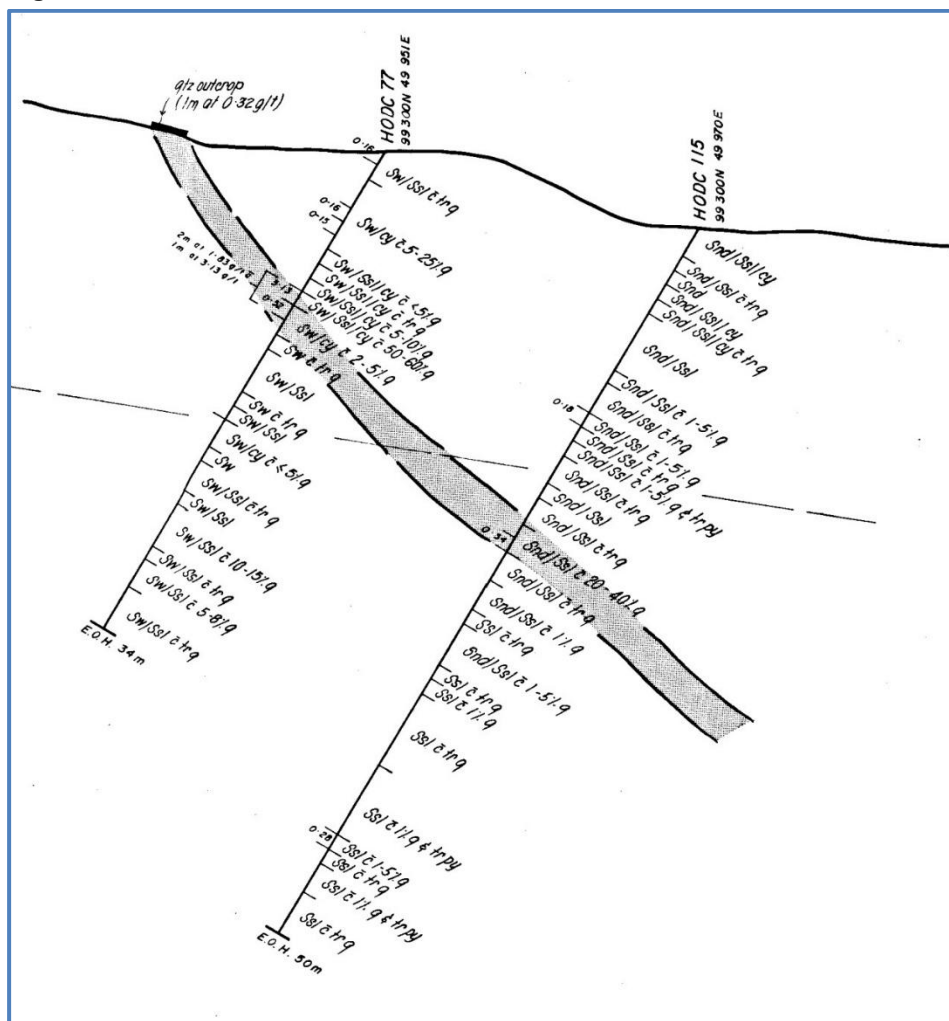 qtz outcrop
(1m at 0.32 g/t)
HODC 77
99 300N 49 951E
0.16
Sw/Ssl c̄ tr q
0.16
0.15
Sw/cy c̄ 5-25% q
Sw/Ssl/cy c̄ <5% q
Sw/Ssl/cy c̄ tr q
2m at 1.83 g/t c̄
1m at 3.13 g/t
3.13
0.52
Sw/Ssl/cy c̄ 5-10% q
Sw/Ssl/cy c̄ 50-60% q
Sw/cy c̄ 2-5% q
Sw c̄ tr q
Sw/Ssl
Sw c̄ tr q
Sw/Ssl
Sw/cy c̄ <5% q
Sw
Sw/Ssl c̄ tr q
Sw/Ssl
Sw/Ssl c̄ 10-15% q
Sw/Ssl c̄ tr q
Sw/Ssl c̄ 5-8% q
Sw/Ssl c̄ tr q
E.O.H. 34m
HODC 115
99 300N 49 970E
Snd/Ssl/cy
Snd/Ssl c̄ tr q
Snd
Snd/Ssl/cy
Snd/Ssl/cy c̄ tr q
Snd/Ssl
Snd/Ssl c̄ 1-5% q
0.18
Snd/Ssl c̄ tr q
Snd/Ssl c̄ 1-5% q
Snd/Ssl c̄ tr q
Snd/Ssl c̄ 1-5% q & tr py
Snd/Ssl c̄ tr q
Snd/Ssl
Snd/Ssl c̄ tr q
0.34
Snd/Ssl c̄ 20-40% q
Snd/Ssl c̄ tr q
Snd/Ssl c̄ 1% q
Ssl c̄ tr q
Snd/Ssl c̄ 1-5% q
Ssl c̄ tr q
Ssl c̄ 1% q
Ssl c̄ tr q
Ssl c̄ 1% q & tr py
0.28
Ssl c̄ 1-5% q
Ssl c̄ tr q
Ssl c̄ 1% q & tr py
Ssl c̄ tr q
E.O.H. 50m